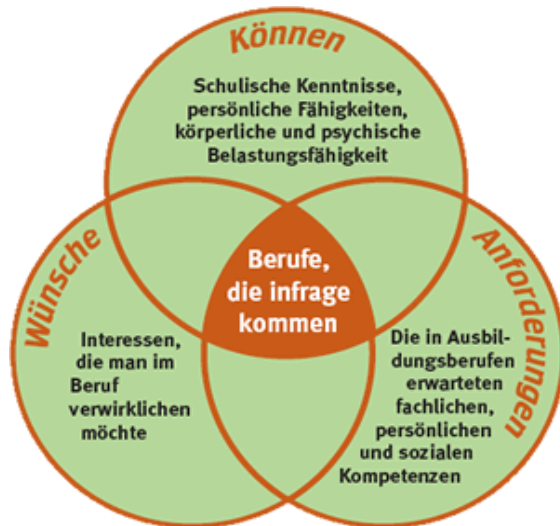 Können
Schulische Kenntnisse,
persönliche Fähigkeiten,
körperliche und psychische
Belastungsfähigkeit
Wünsche
Interessen,
die man im
Beruf
verwirklichen
möchte
Berufe,
die infrage
kommen
Anforderungen
Die in Ausbil-
dungsberufen
erwarteten
fachlichen,
persönlichen
und sozialen
Kompetenzen